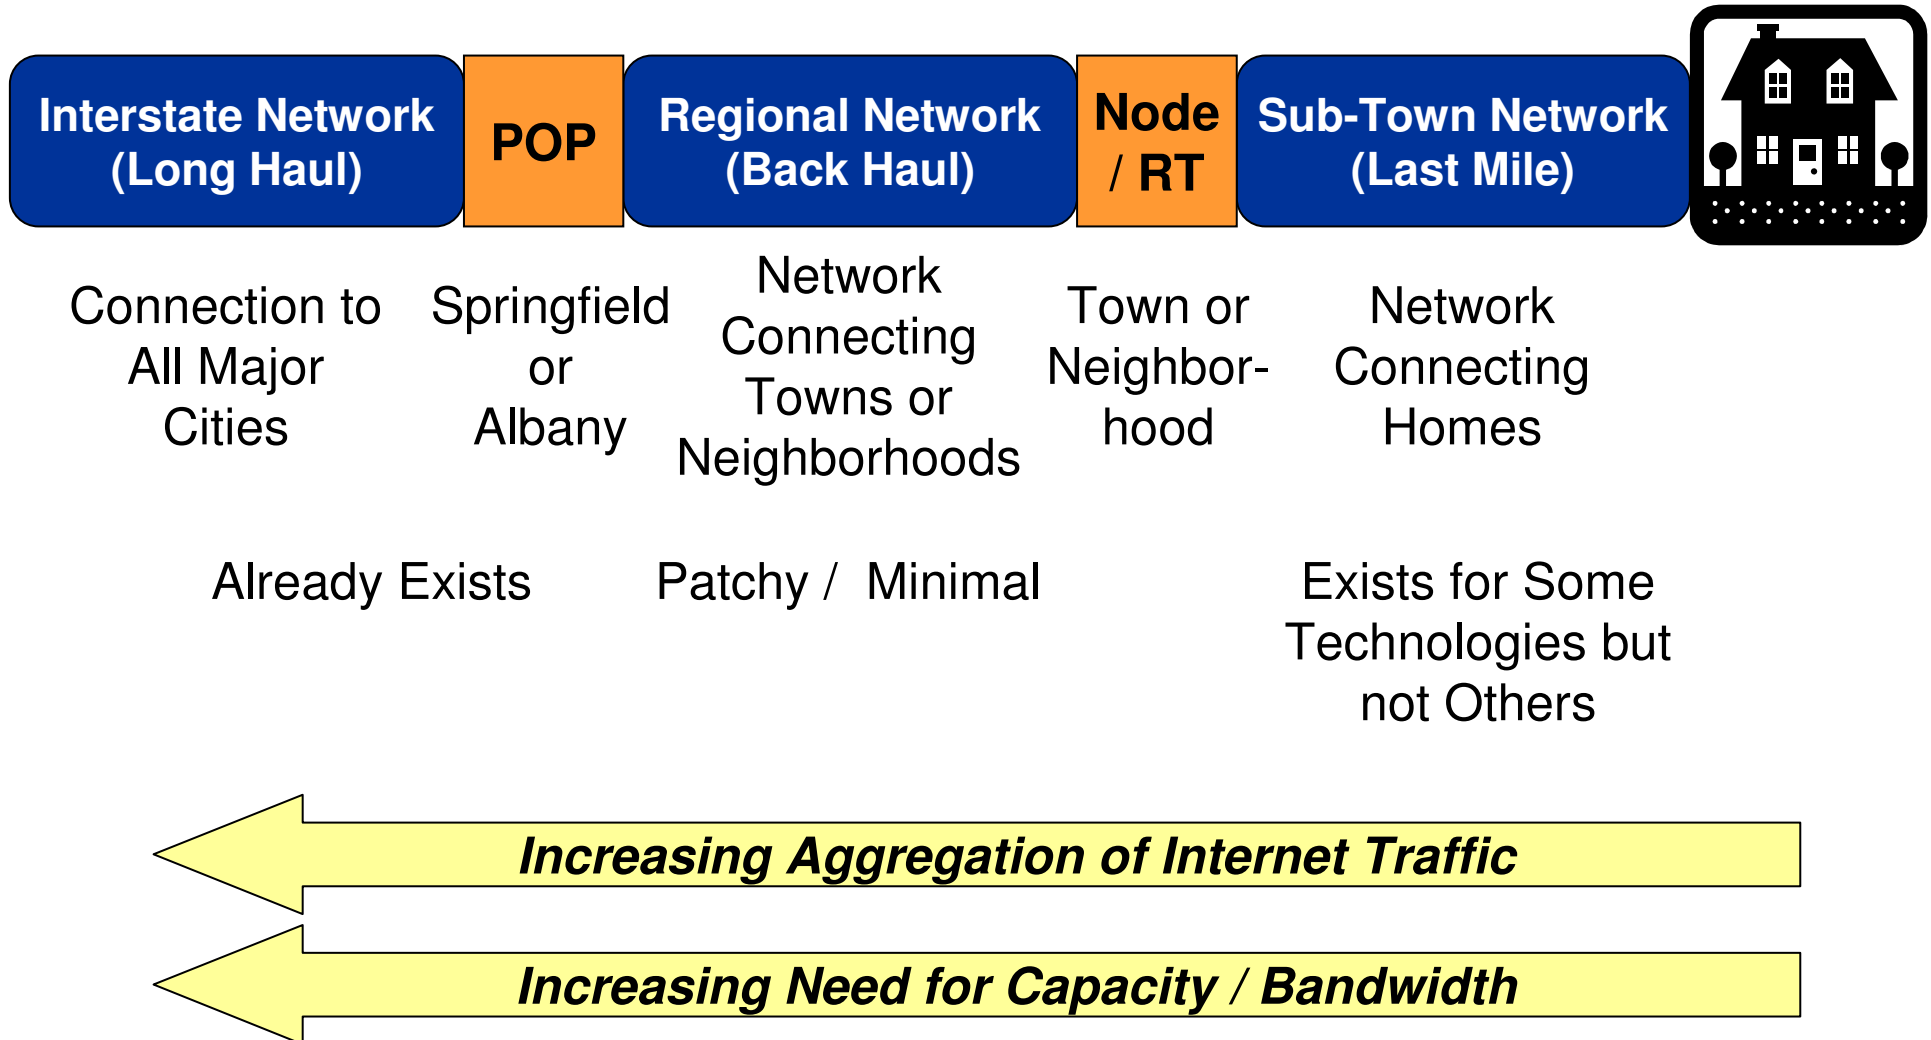 Interstate Network
(Long Haul)
POP
Regional Network
(Back Haul)
Node
/ RT
Sub-Town Network
(Last Mile)
Connection to
All Major
Cities
Springfield
or
Albany
Network
Connecting
Towns or
Neighborhoods
Town or
Neighbor-
hood
Network
Connecting
Homes
Already Exists
Patchy / Minimal
Exists for Some
Technologies but
not Others
Increasing Aggregation of Internet Traffic
Increasing Need for Capacity / Bandwidth